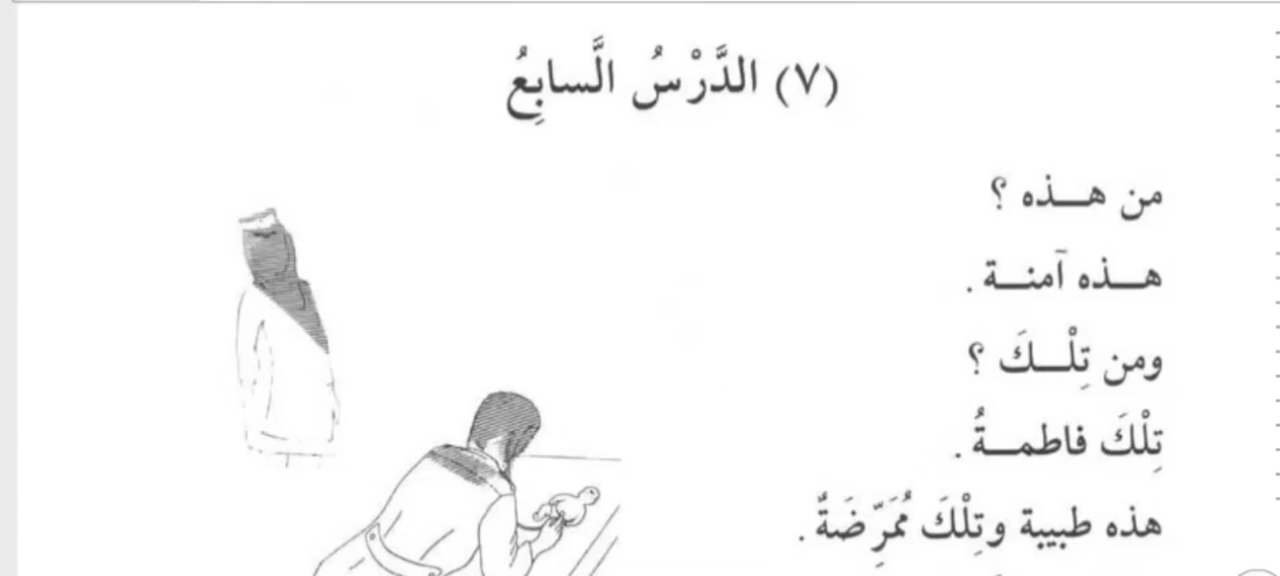 (٧) الدَّرْسُ الَّسابِعُ
من هــذه ؟
هــذه آمنــة .
ومن تِلْــكَ ؟
تِلْكَ فاطمــةُ .
هذه طبيبة وتِلْكَ مُمَرِّضَةٌ .